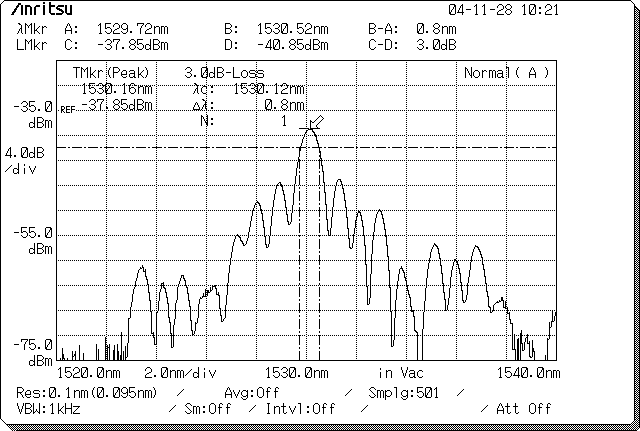 Anritsu 04-11-28 10:21
λMkr A: 1529.72nm B: 1530.52nm B-A: 0.8nm
LMkr C: -37.85dBm D: -40.85dBm C-D: 3.0dB
TMkr(Peak) 3.0dB-Loss Normal(A)
1530.16nm λc: 1530.12nm
-37.85dBm Δλ: 0.8nm
N: 1
-35.0
dBm
REF
4.0dB
/div
-55.0
dBm
-75.0
dBm
1520.0nm 2.0nm/div 1530.0nm in Vac 1540.0nm
Res:0.1nm(0.095nm) / Avg:Off / Smplg:501 /
VBW:1kHz / Sm:Off / Intvl:Off / / Att Off